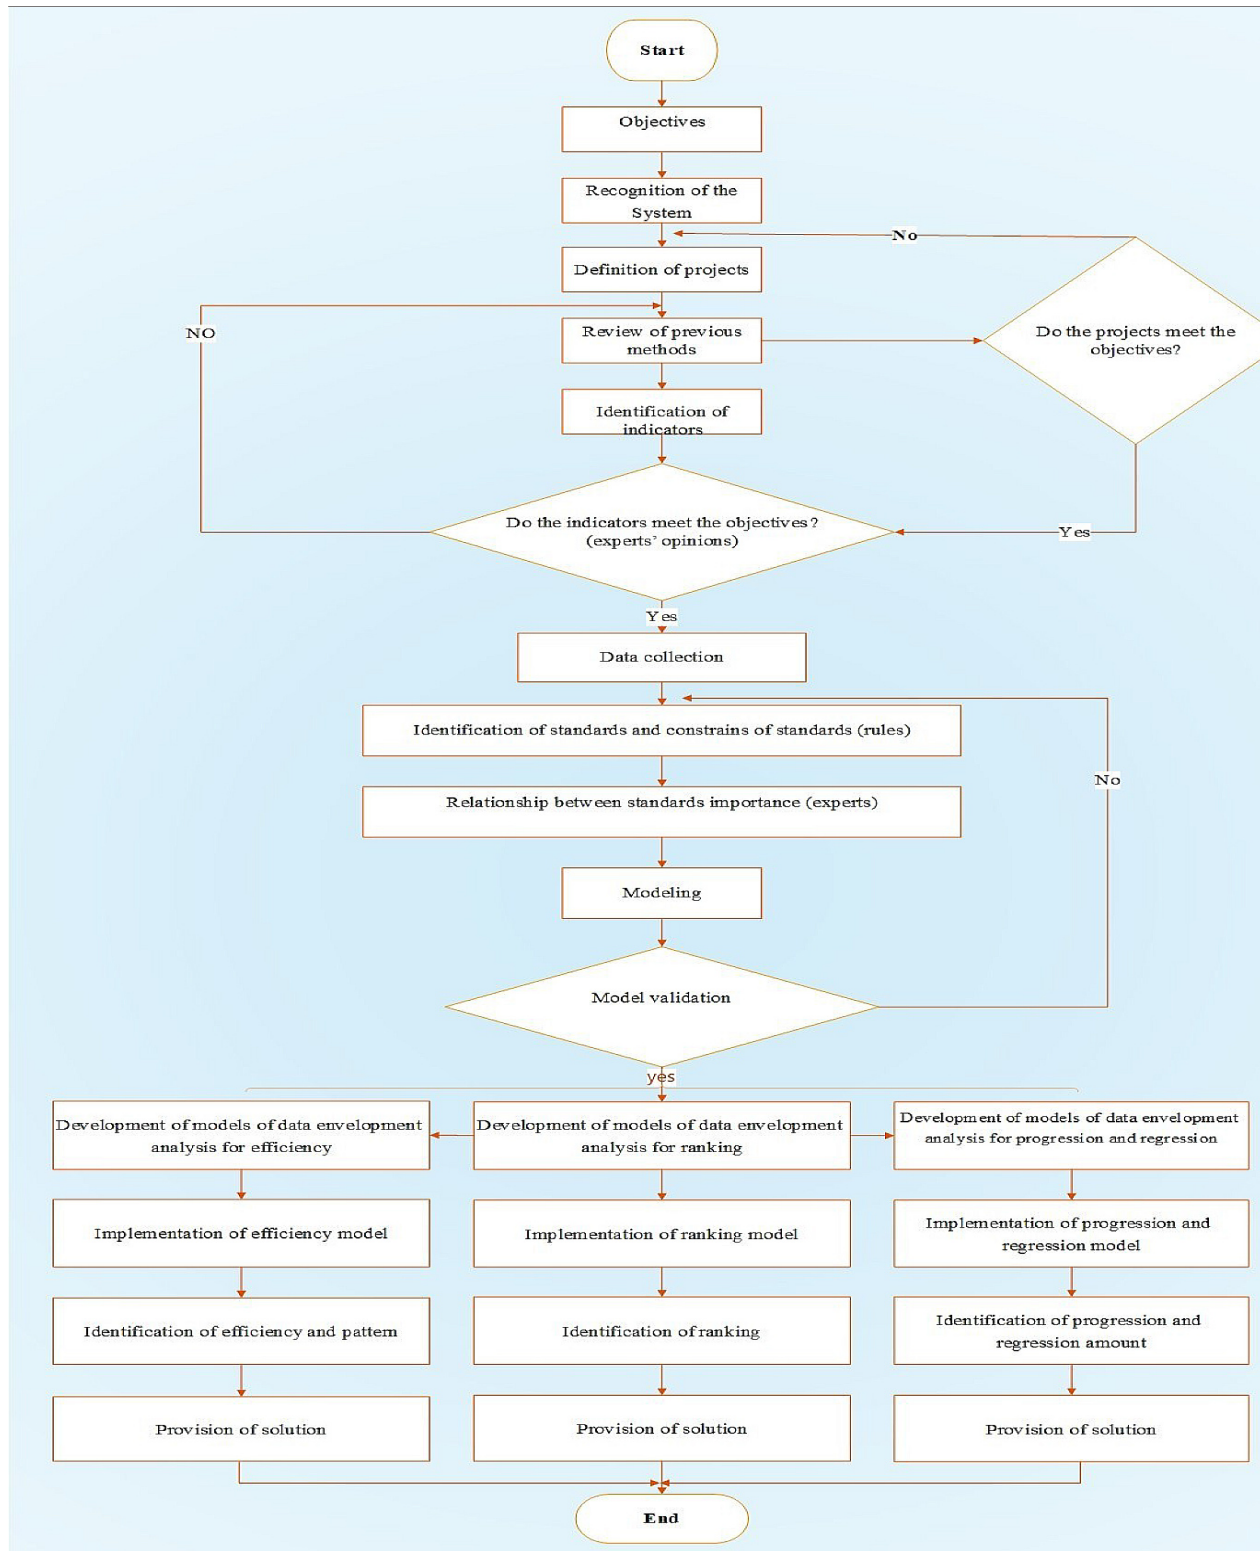 Start
Objectives
Recognition of the
System
No
Definition of projects
NO
Review of previous
methods
Do the projects meet the
objectives?
Identification of
indicators
Do the indicators meet the objectives?
(experts' opinions)
Yes
Yes
Data collection
Identification of standards and constrains of standards (rules)
No
Relationship between standards importance (experts)
Modeling
Model validation
yes
Development of models of data envelopment
analysis for efficiency
Development of models of data envelopment
analysis for ranking
Development of models of data envelopment
analysis for progression and regression
Implementation of efficiency model
Implementation of ranking model
Implementation of progression and
regression model
Identification of efficiency and pattern
Identification of ranking
Identification of progression and
regression amount
Provision of solution
Provision of solution
Provision of solution
End